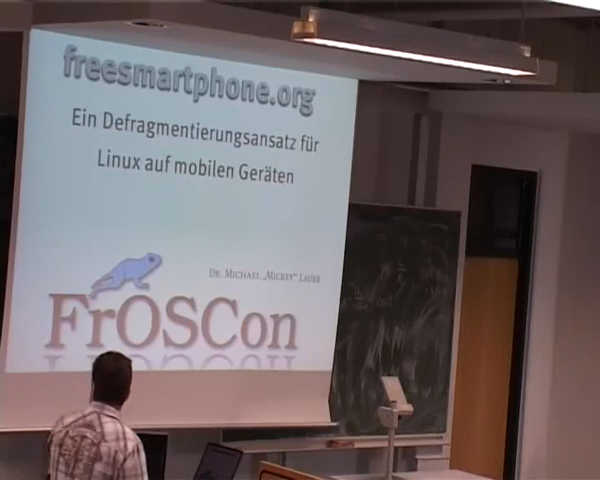 freesmartphone.org
Ein Defragmentierungsansatz für
Linux auf mobilen Geräten
Dr. Michael „Mickey“ Lauer
FrOSCon